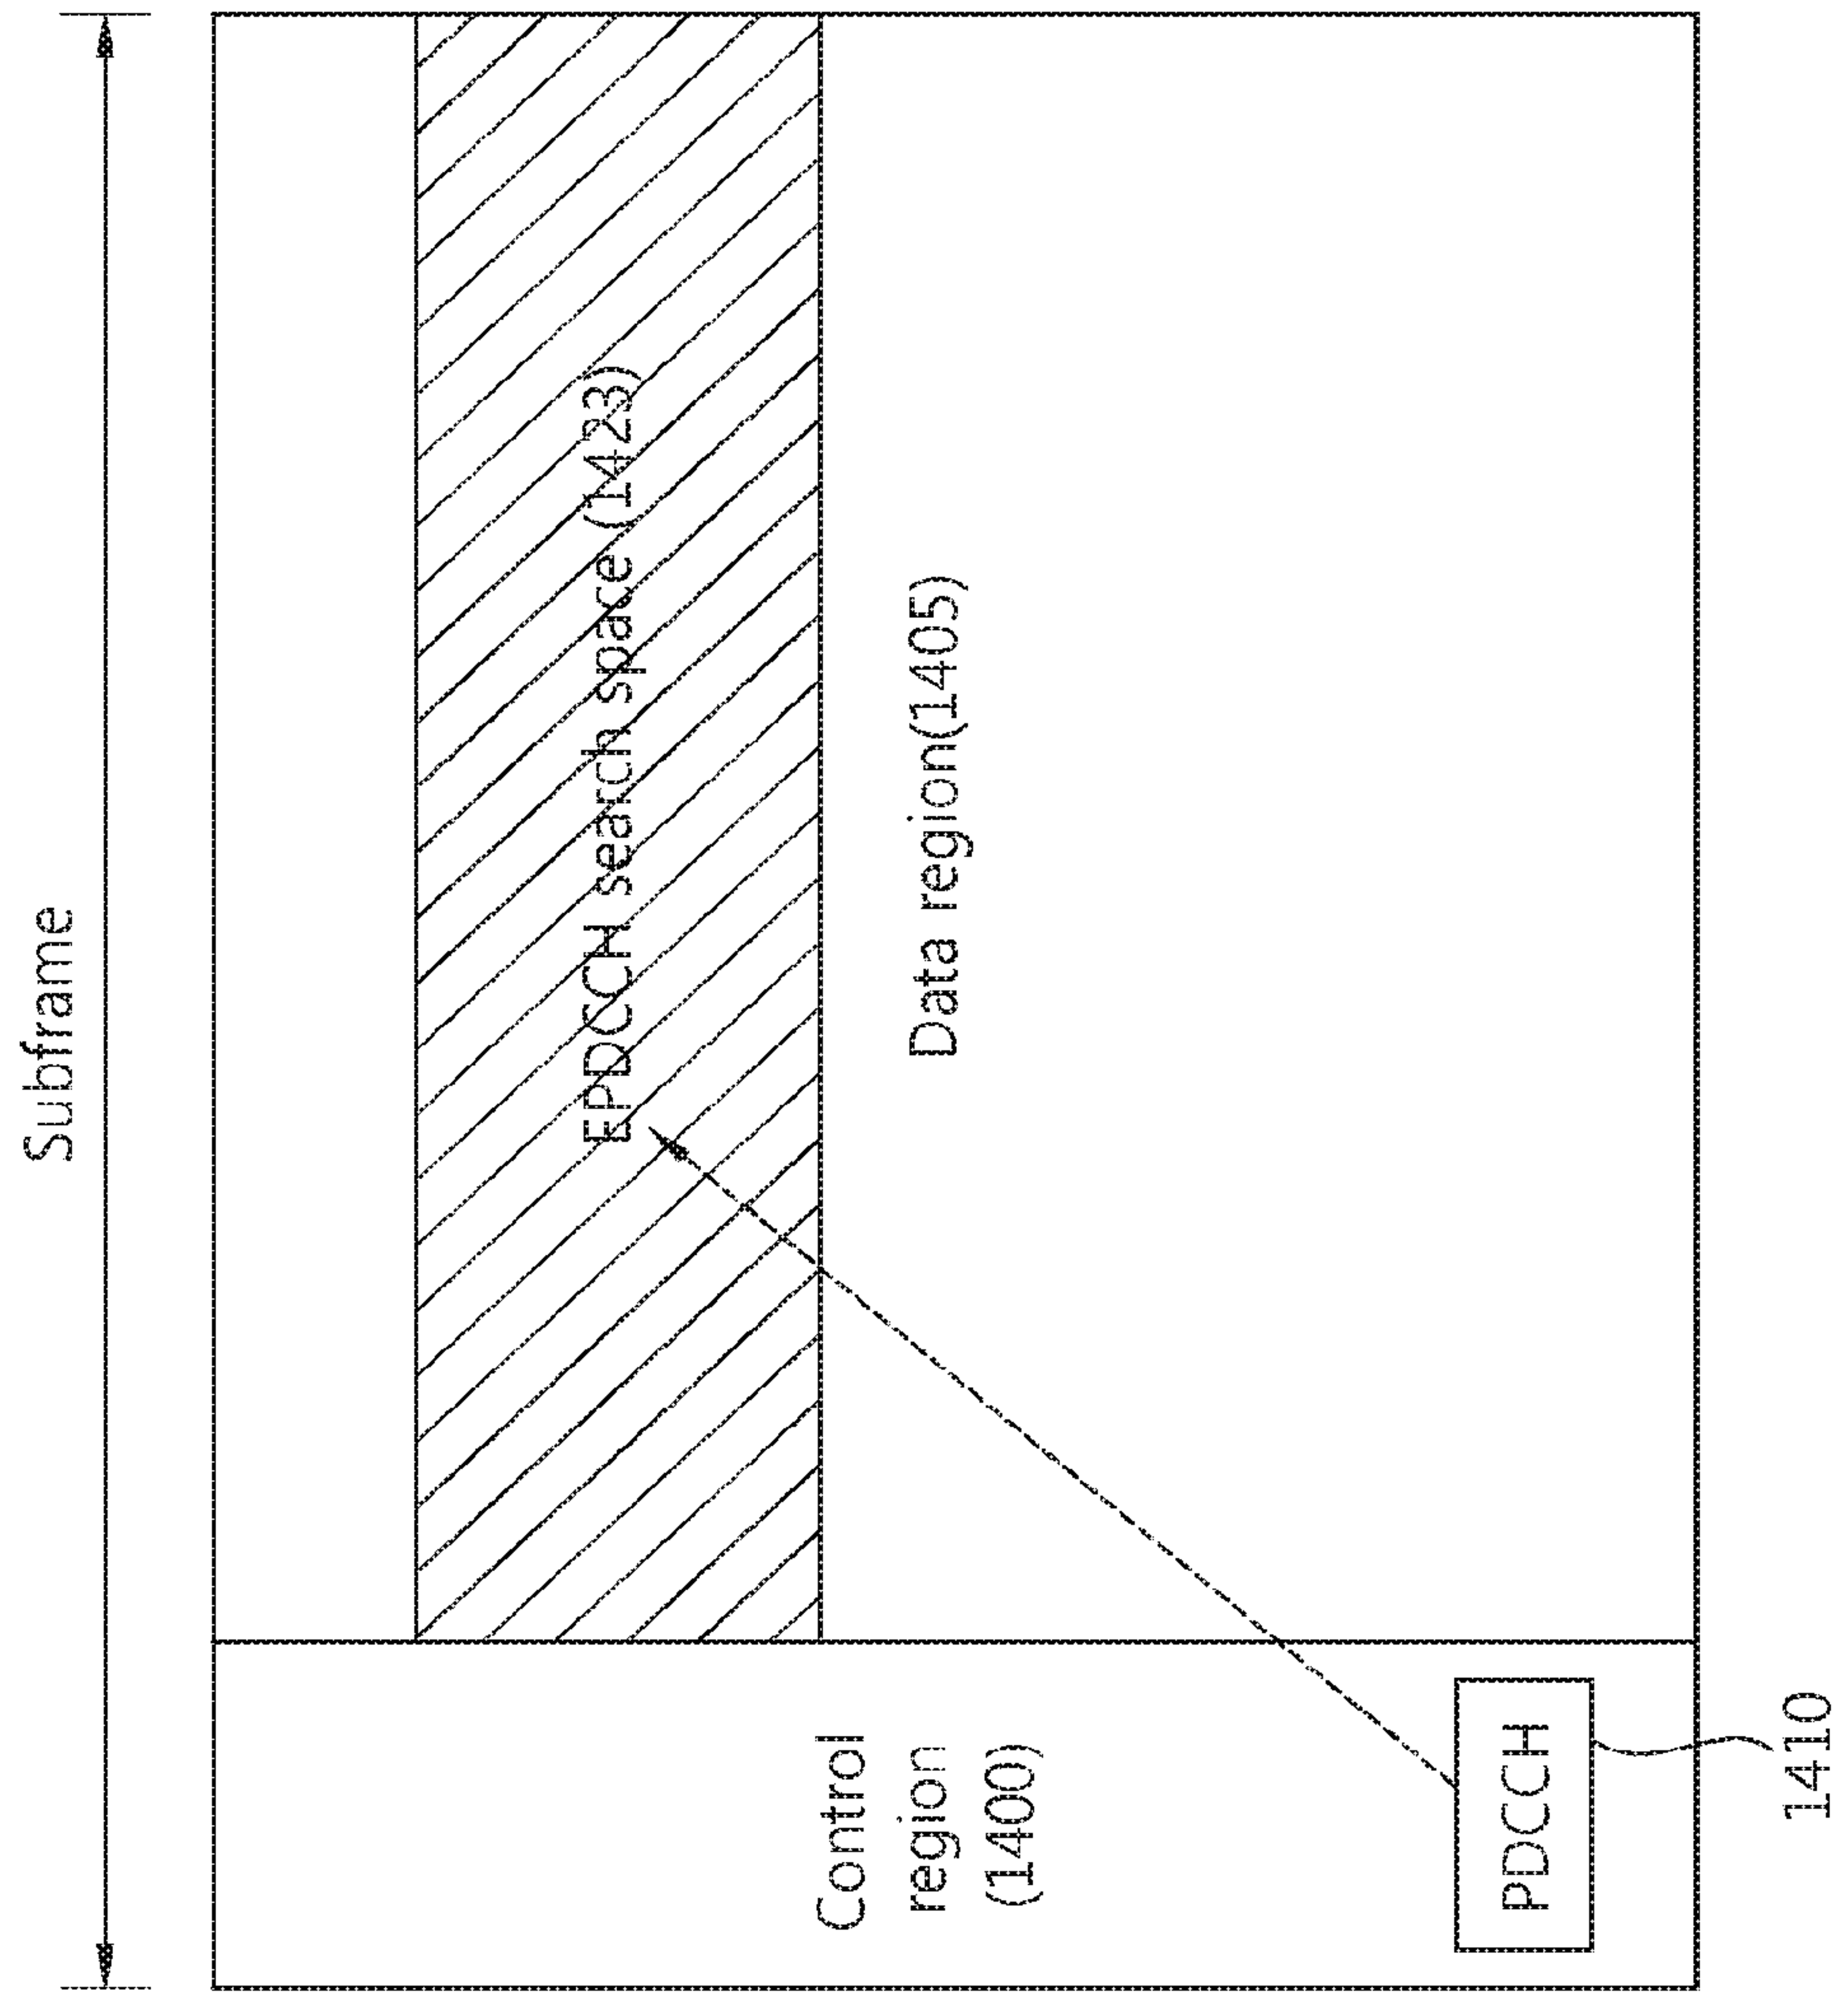 Subframe
EPDCCH search space (1423)
Data region(1405)
Control
region
(1400)
PDCCH
1410